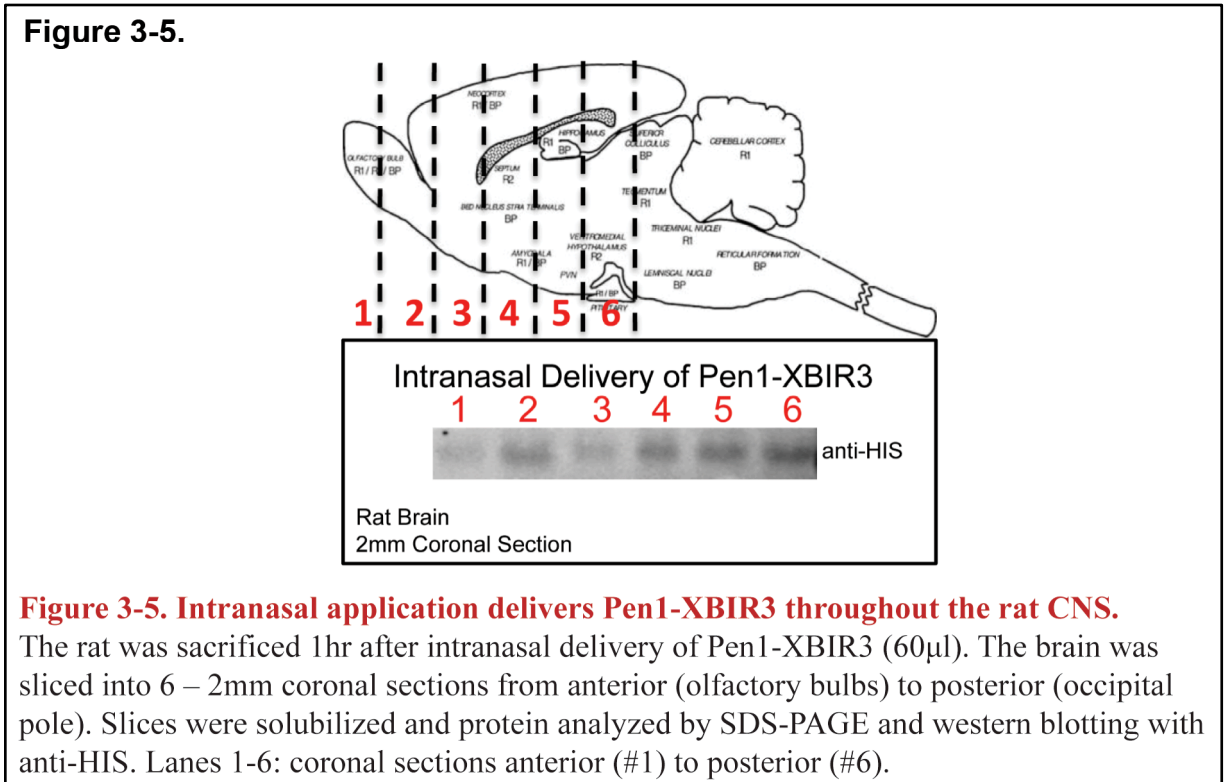 Figure 3-5.
NEOCORTEX
R1/BP
OLFACTORY BULB
R1/R2/BP
HIPPOCAMPUS
R1
BP
SUPERIOR
COLLICULUS
BP
CEREBELLAR CORTEX
R1
SEPTUM
R2
TEGMENTUM
R1
BED NUCLEUS STRIA TERMINALIS
BP
TRIGEMINAL NUCLEI
R1
VENTROMEDIAL
HYPOTHALAMUS
R2
AMYGDALA
R1/BP
RETICULAR FORMATION
BP
PVN
LEMNISCAL NUCLEI
BP
R1/BP
PITUITARY
1 2 3 4 5 6
Intranasal Delivery of Pen1-XBIR3
1 2 3 4 5 6
anti-HIS
Rat Brain
2mm Coronal Section
Figure 3-5. Intranasal application delivers Pen1-XBIR3 throughout the rat CNS.
The rat was sacrificed 1hr after intranasal delivery of Pen1-XBIR3 (60µl). The brain was
sliced into 6 – 2mm coronal sections from anterior (olfactory bulbs) to posterior (occipital
pole). Slices were solubilized and protein analyzed by SDS-PAGE and western blotting with
anti-HIS. Lanes 1-6: coronal sections anterior (#1) to posterior (#6).